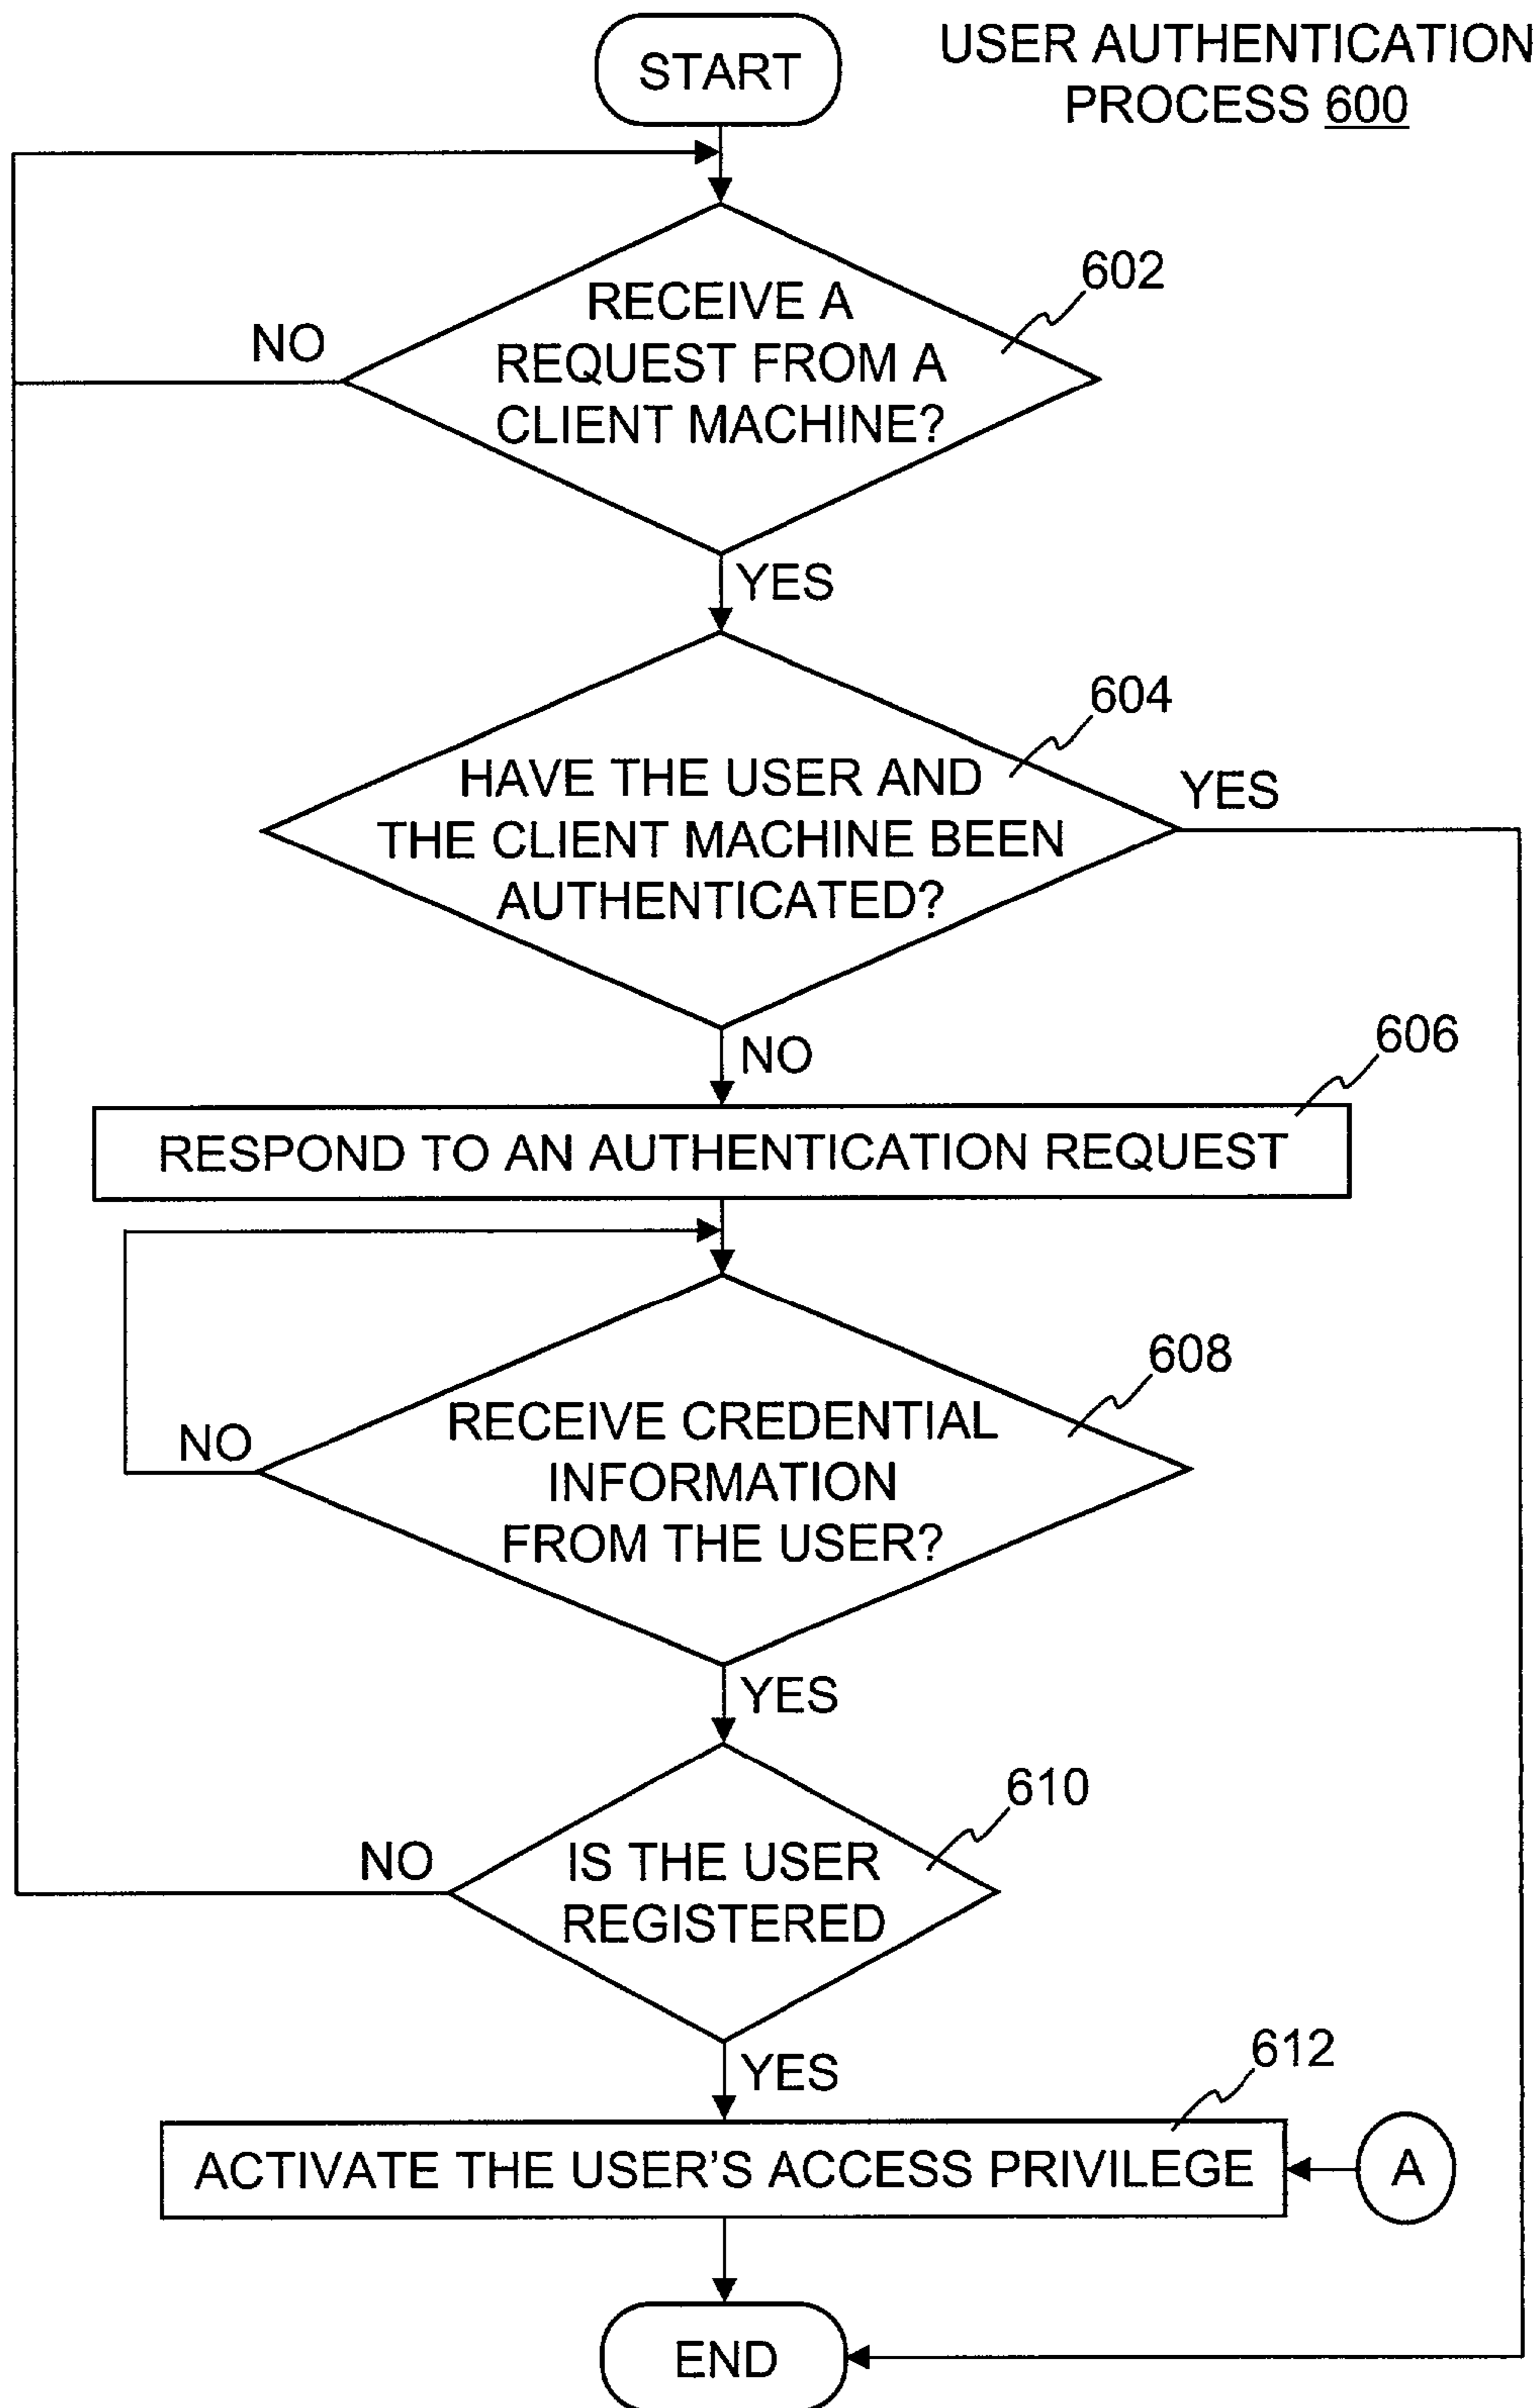 START
USER AUTHENTICATION
PROCESS 600
602
RECEIVE A
REQUEST FROM A
CLIENT MACHINE?
NO
YES
604
HAVE THE USER AND
THE CLIENT MACHINE BEEN
AUTHENTICATED?
YES
NO
606
RESPOND TO AN AUTHENTICATION REQUEST
608
RECEIVE CREDENTIAL
INFORMATION
FROM THE USER?
NO
YES
610
IS THE USER
REGISTERED
NO
YES
612
ACTIVATE THE USER'S ACCESS PRIVILEGE
A
END